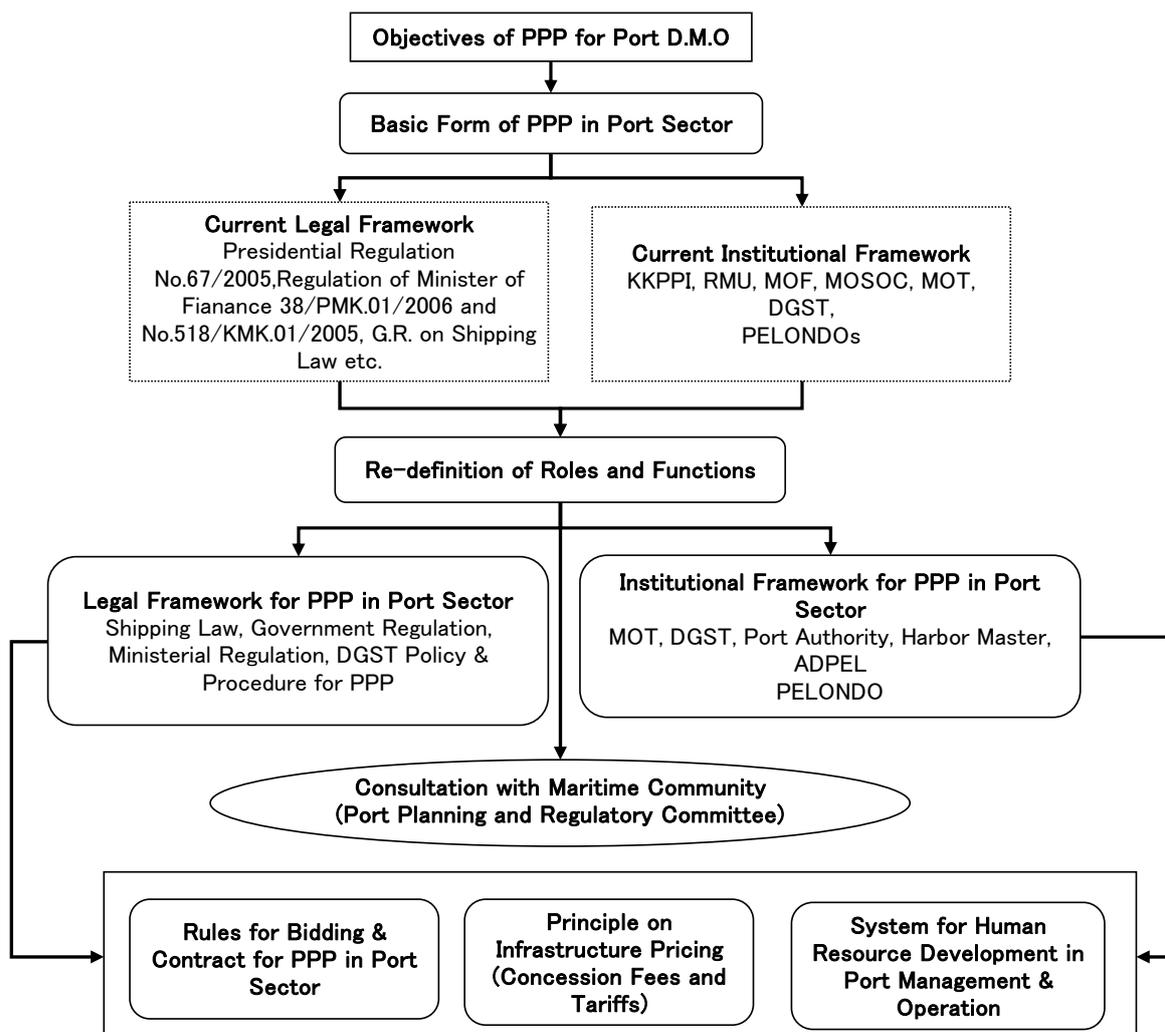 Objectives of PPP for Port D.M.O
Basic Form of PPP in Port Sector
Current Legal Framework
Presidential Regulation
No.67/2005,Regulation of Minister of
Fianance 38/PMK.01/2006 and
No.518/KMK.01/2005, G.R. on Shipping
Law etc.
Current Institutional Framework
KKPPI, RMU, MOF, MOSOC, MOT,
DGST,
PELONDOs
Re-definition of Roles and Functions
Legal Framework for PPP in Port Sector
Shipping Law, Government Regulation,
Ministerial Regulation, DGST Policy &
Procedure for PPP
Institutional Framework for PPP in Port
Sector
MOT, DGST, Port Authority, Harbor Master,
ADPEL
PELONDO
Consultation with Maritime Community
(Port Planning and Regulatory Committee)
Rules for Bidding &
Contract for PPP in Port
Sector
Principle on
Infrastructure Pricing
(Concession Fees and
Tariffs)
System for Human
Resource Development in
Port Management &
Operation